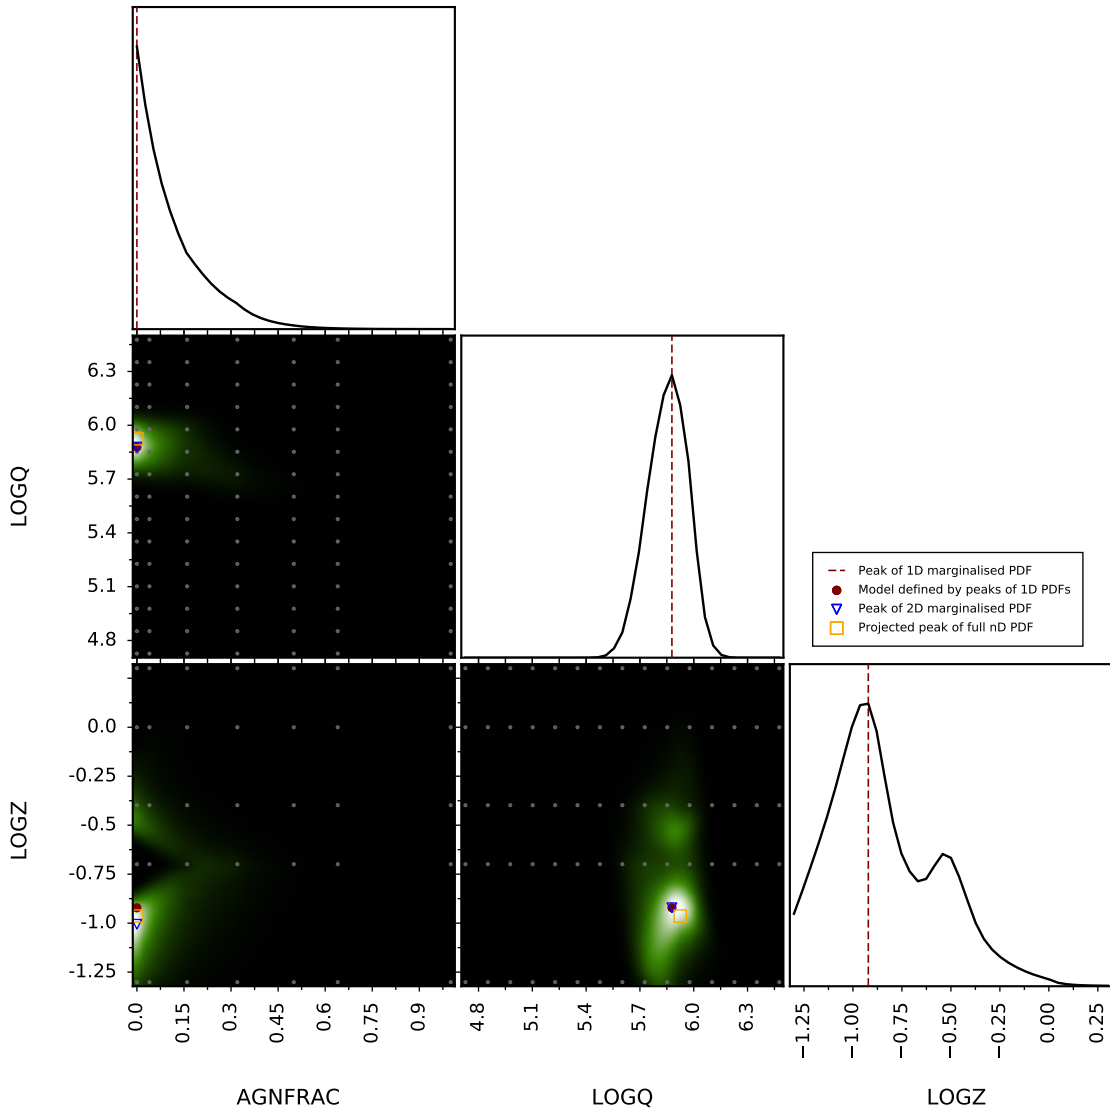 6.3
6.0
5.7
5.4
5.1
4.8
LOGQ
Peak of 1D marginalised PDF
Model defined by peaks of 1D PDFs
Peak of 2D marginalised PDF
Projected peak of full nD PDF
0.0
-0.25
-0.5
-0.75
-1.0
-1.25
LOGZ
0.0 0.15 0.3 0.45 0.6 0.75 0.9
4.8 5.1 5.4 5.7 6.0 6.3
−1.25 −1.00 −0.75 −0.50 −0.25 0.00 0.25
AGNFRAC LOGQ LOGZ